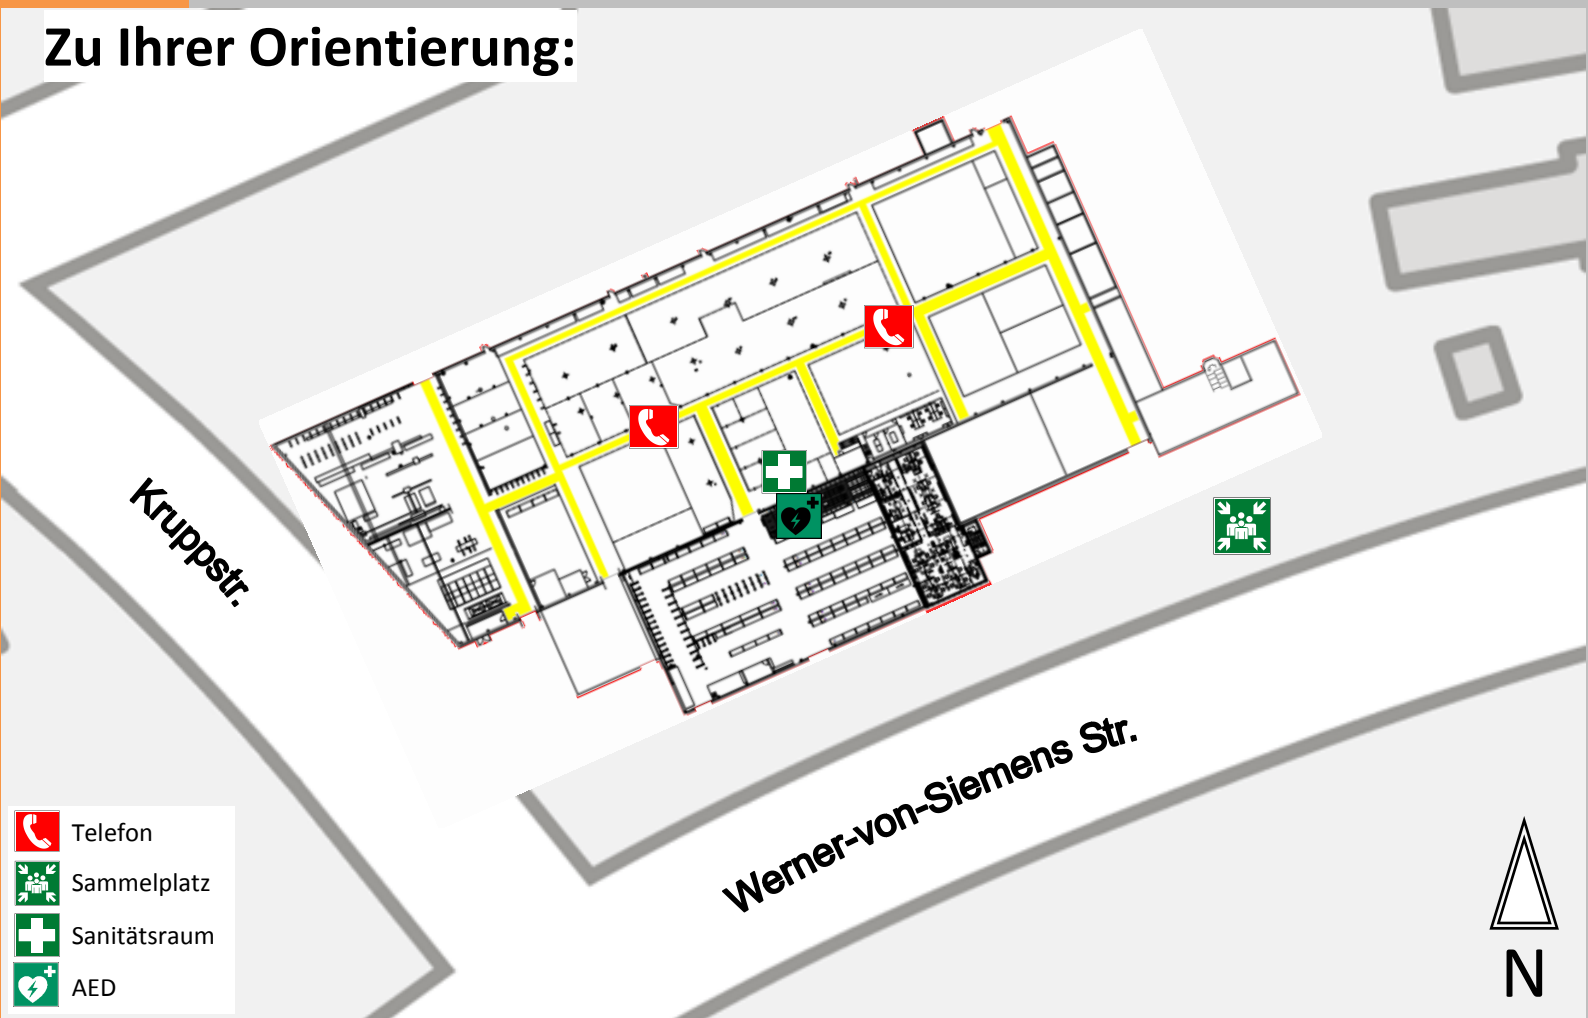 Zu Ihrer Orientierung:
Kruppstr.
Werner-von-Siemens Str.
Telefon
Sammelplatz
Sanitätsraum
AED
N